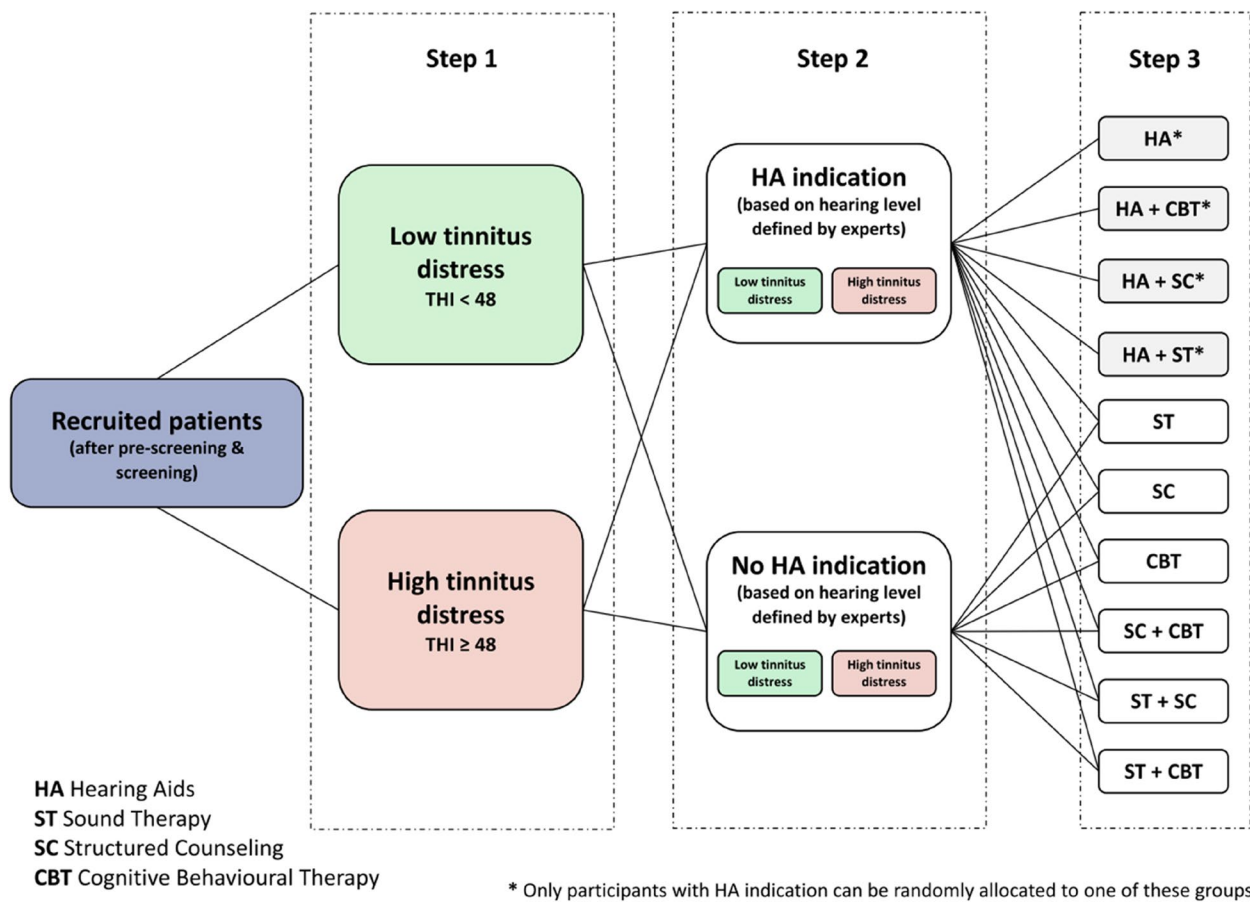 Step 1
Step 2
Step 3
Recruited patients
(after pre-screening &
screening)
Low tinnitus
distress
THI < 48
High tinnitus
distress
THI ≥ 48
HA indication
(based on hearing level
defined by experts)
Low tinnitus
distress
High tinnitus
distress
No HA indication
(based on hearing level
defined by experts)
Low tinnitus
distress
High tinnitus
distress
HA*
HA + CBT*
HA + SC*
HA + ST*
ST
SC
CBT
SC + CBT
ST + SC
ST + CBT
HA Hearing Aids
ST Sound Therapy
SC Structured Counseling
CBT Cognitive Behavioural Therapy
* Only participants with HA indication can be randomly allocated to one of these groups